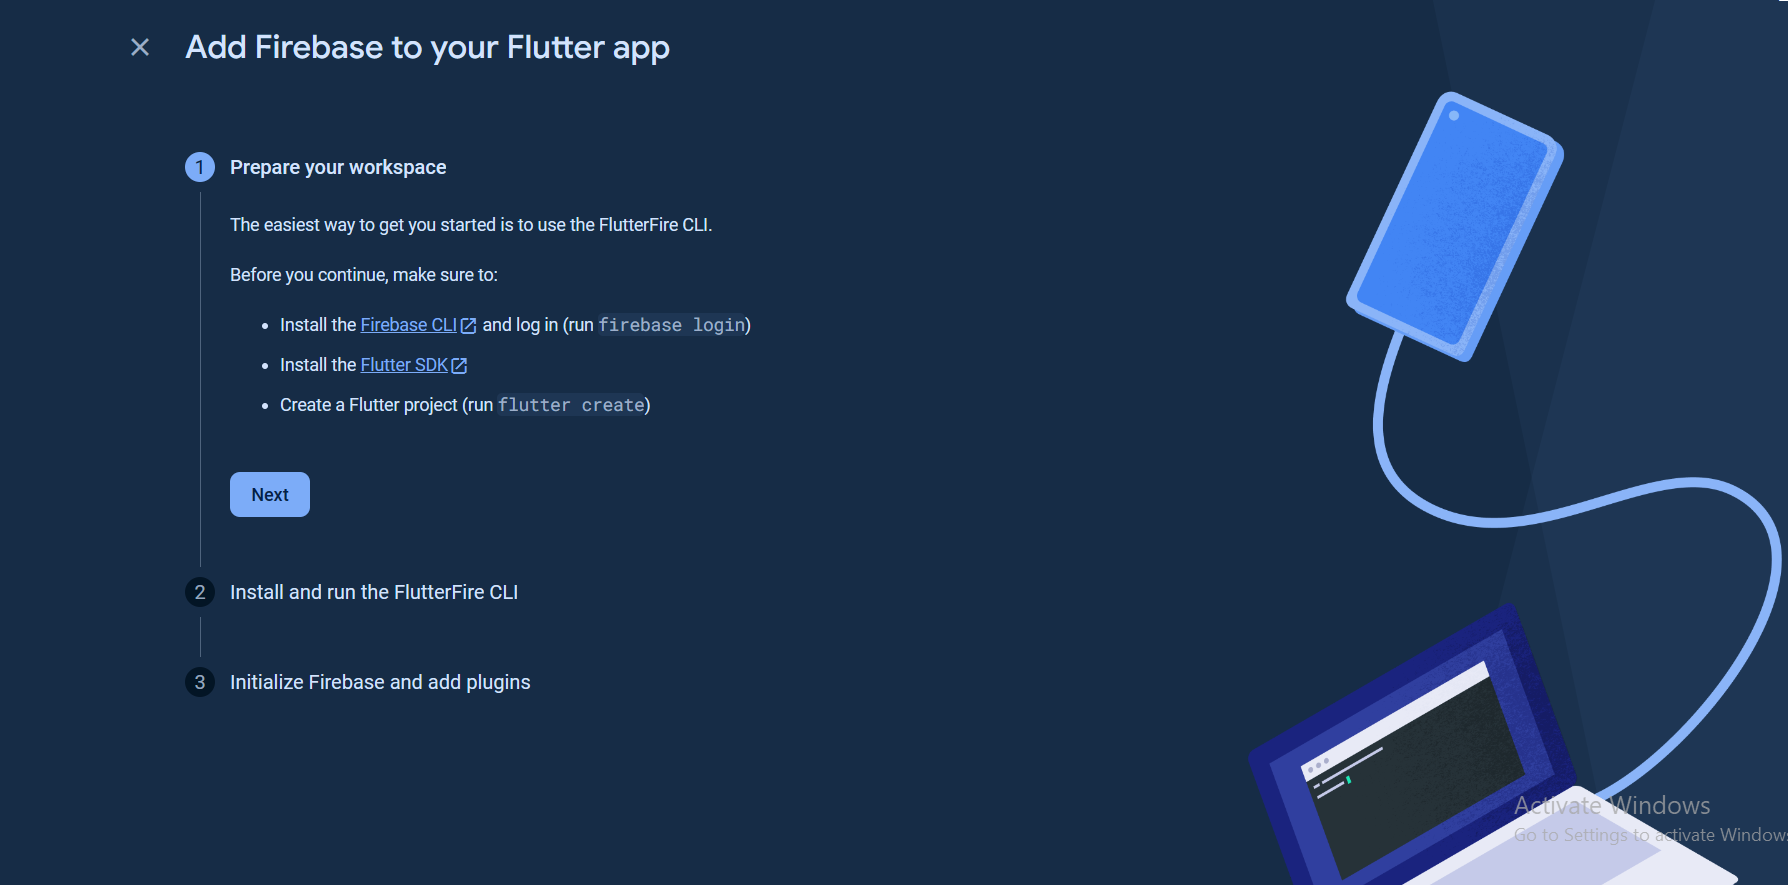 Add Firebase to your Flutter app
1 Prepare your workspace
The easiest way to get you started is to use the FlutterFire CLI.
Before you continue, make sure to:
• Install the Firebase CLI and log in (run firebase login)
• Install the Flutter SDK
• Create a Flutter project (run flutter create)
Next
2 Install and run the FlutterFire CLI
3 Initialize Firebase and add plugins
Activate Windows
Go to Settings to activate Windows